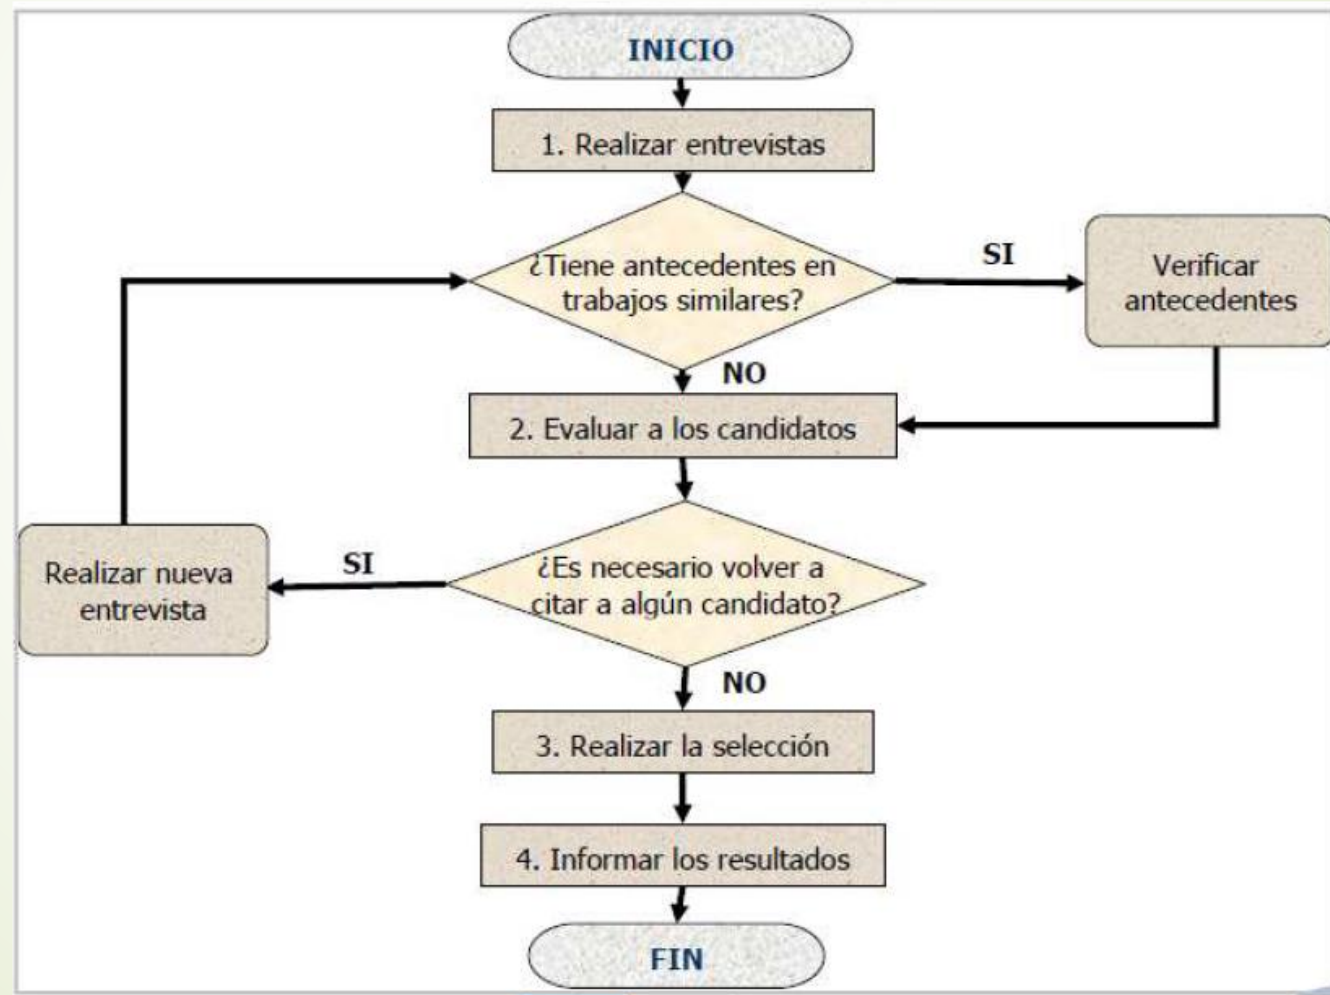 INICIO
1. Realizar entrevistas
¿Tiene antecedentes en
trabajos similares?
SI
Verificar
antecedentes
NO
2. Evaluar a los candidatos
¿Es necesario volver a
citar a algún candidato?
SI
Realizar nueva
entrevista
NO
3. Realizar la selección
4. Informar los resultados
FIN